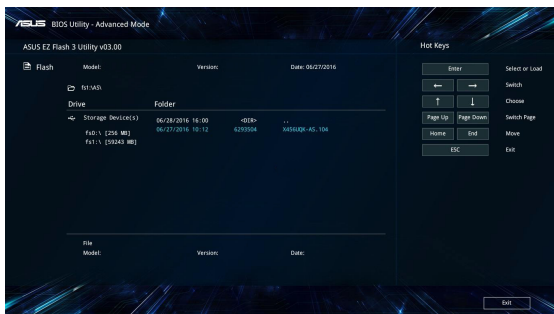 ASUS BIOS Utility - Advanced Mode
ASUS EZ Flash 3 Utility v03.00
Hot Keys
Flash Model: Version: Date: 06/27/2016
fs1:\AS\
Drive Folder
Storage Device(s) 06/28/2016 16:00 <DIR> ..
06/27/2016 10:12 6293504 X456UQK-AS.104
fs0:\ [256 MB]
fs1:\ [59243 MB]
File
Model: Version: Date:
Enter Select or Load
← → Switch
↑ ↓ Choose
Page Up Page Down Switch Page
Home End Move
ESC Exit
Exit